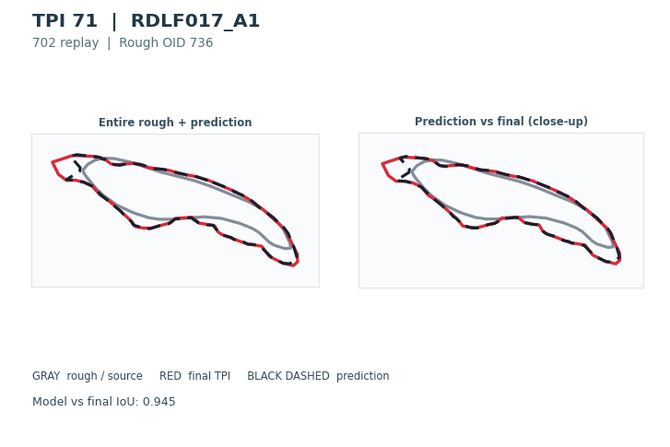 TPI 71 | RDLF017_A1
702 replay | Rough OID 736
Entire rough + prediction
Prediction vs final (close-up)
GRAY rough / source RED final TPI BLACK DASHED prediction
Model vs final IoU: 0.945